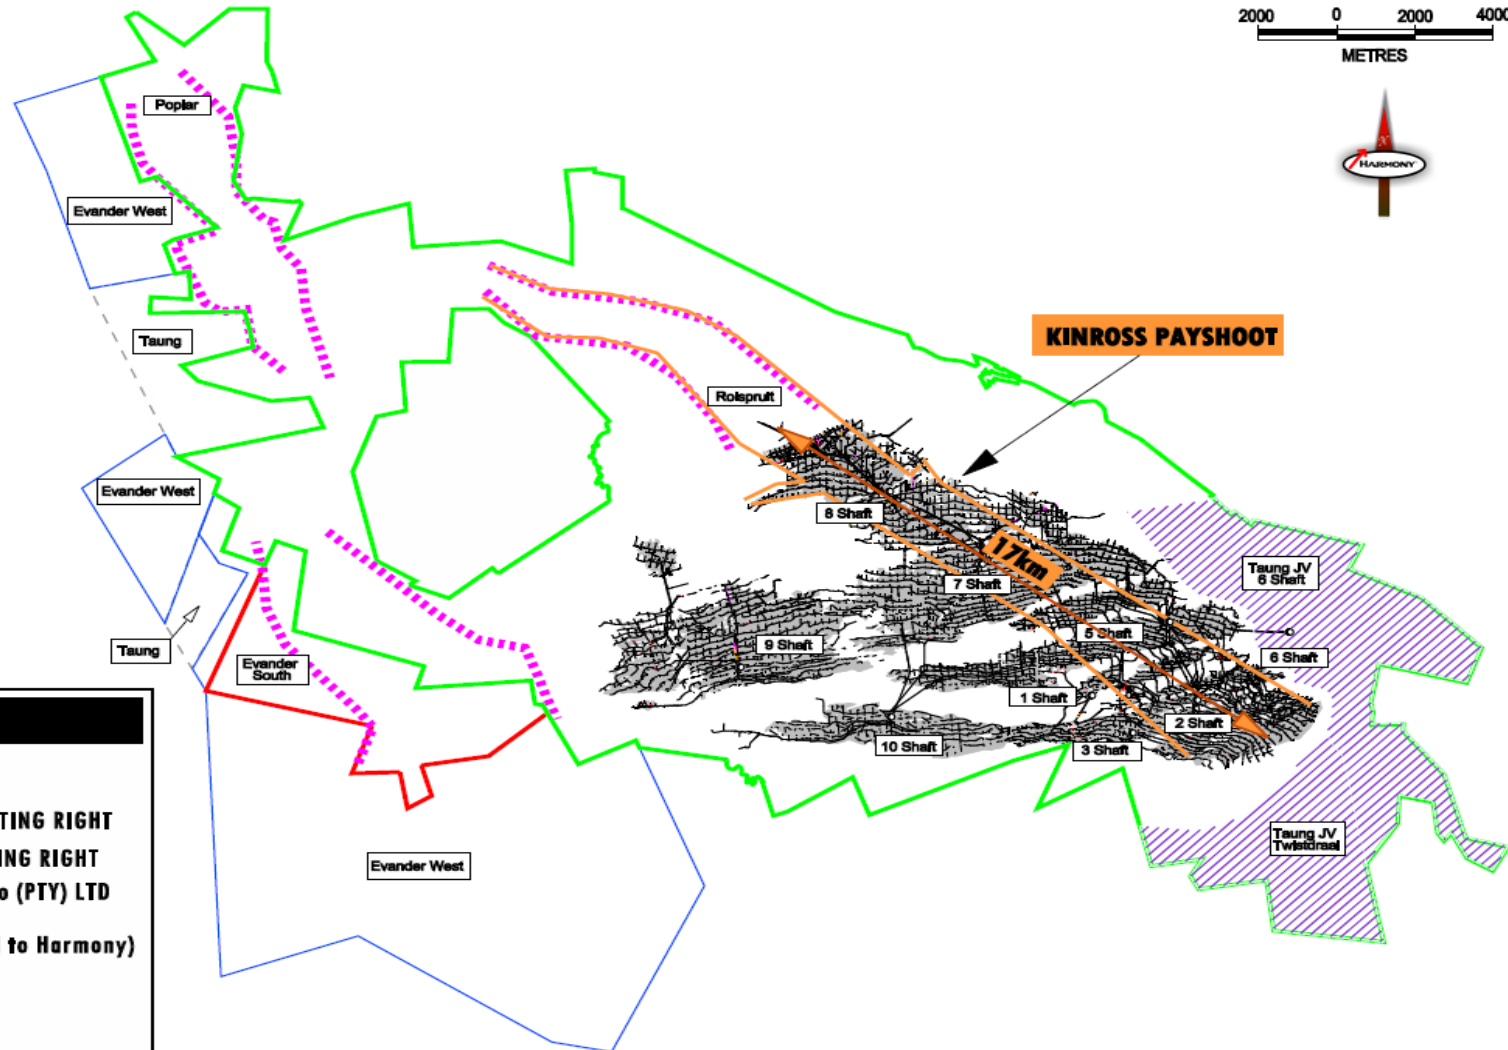 2000 0 2000 4000
METRES
N
HARMONY
Poplar
Evander West
Taung
KINROSS PAYSHOOT
Rolspruit
Evander West
8 Shaft
17km
7 Shaft
Taung JV
6 Shaft
5 Shaft
9 Shaft
6 Shaft
Taung
Evander
South
1 Shaft
2 Shaft
10 Shaft
3 Shaft
TING RIGHT
ING RIGHT
o (PTY) LTD
to Harmony)
Evander West
Taung JV
Twistdraai